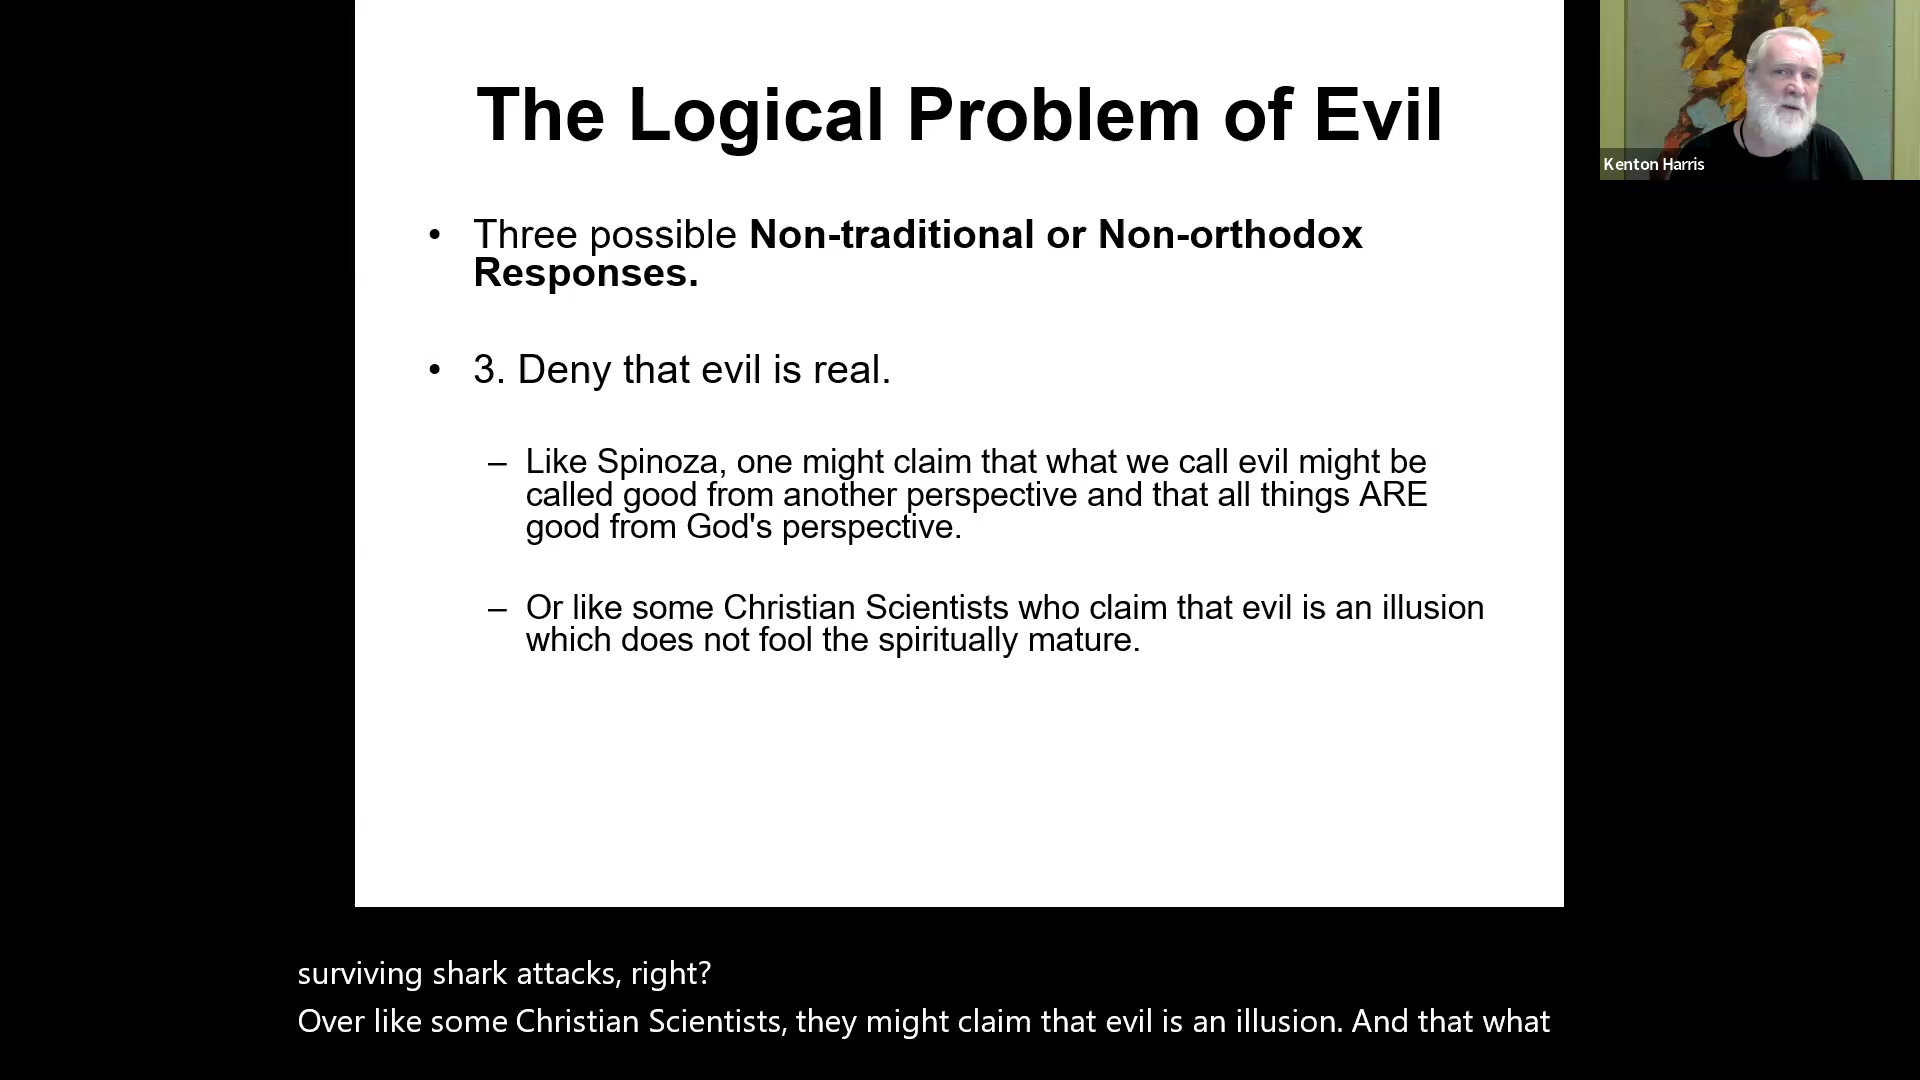 The Logical Problem of Evil
Kenton Harris
• Three possible Non-traditional or Non-orthodox
Responses.
• 3. Deny that evil is real.
– Like Spinoza, one might claim that what we call evil might be
called good from another perspective and that all things ARE
good from God's perspective.
– Or like some Christian Scientists who claim that evil is an illusion
which does not fool the spiritually mature.
surviving shark attacks, right?
Over like some Christian Scientists, they might claim that evil is an illusion. And that what